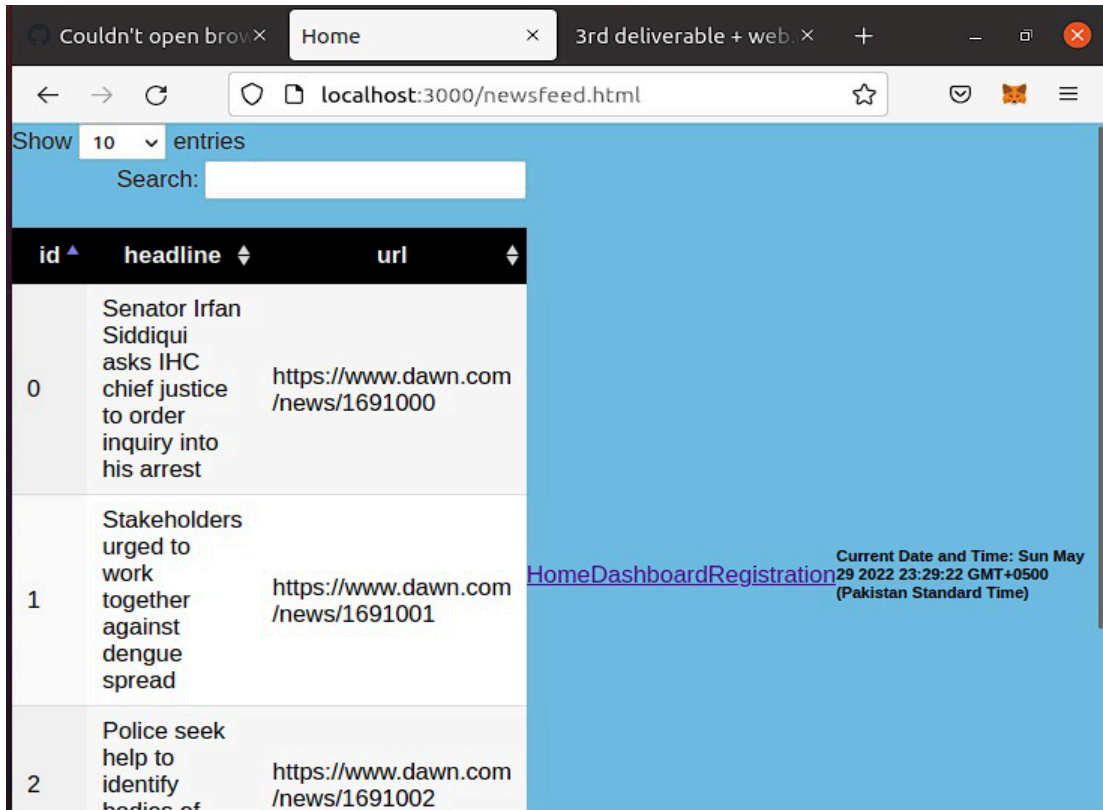 Couldn't open brow
Home
3rd deliverable + web.
localhost:3000/newsfeed.html
Show 10 entries
Search:
id headline url
0
Senator Irfan
Siddiqui
asks IHC
chief justice
to order
inquiry into
his arrest
https://www.dawn.com
/news/1691000
1
Stakeholders
urged to
work
together
against
dengue
spread
https://www.dawn.com
/news/1691001
2
Police seek
help to
identify
bodies of
https://www.dawn.com
/news/1691002
HomeDashboardRegistration
Current Date and Time: Sun May
29 2022 23:29:22 GMT+0500
(Pakistan Standard Time)